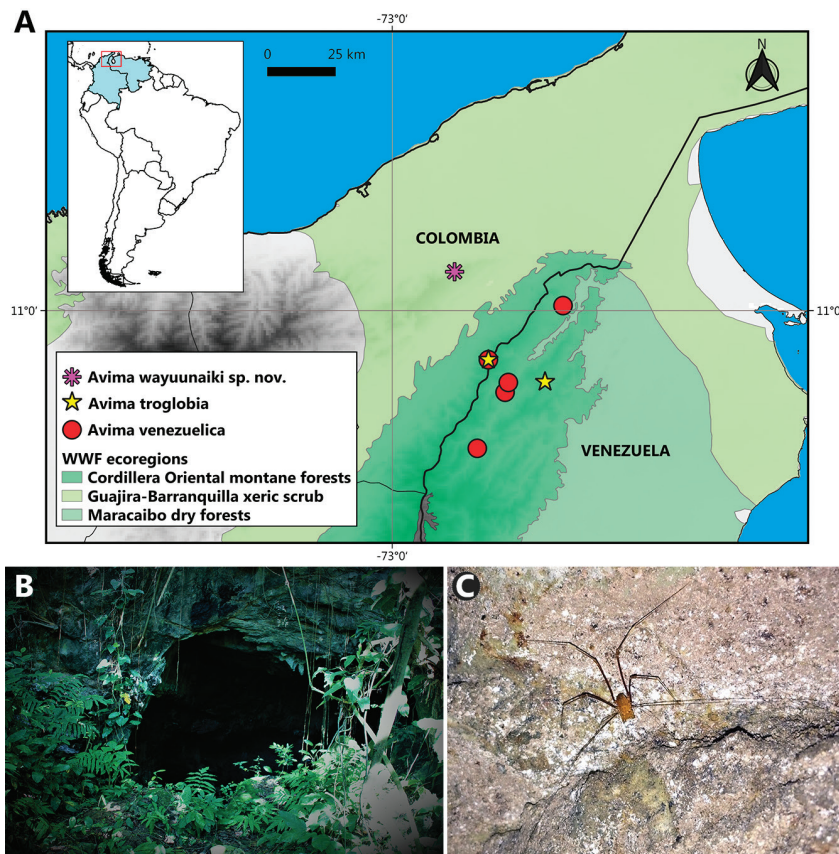 A
-73°0'
0
25 km
N
COLOMBIA
11°0'
11°0'
Avima wayuunaiki sp. nov.
Avima troglobia
Avima venezuelica
VENEZUELA
WWF ecoregions
Cordillera Oriental montane forests
Guajira-Barranquilla xeric scrub
Maracaibo dry forests
-73°0'
B
C